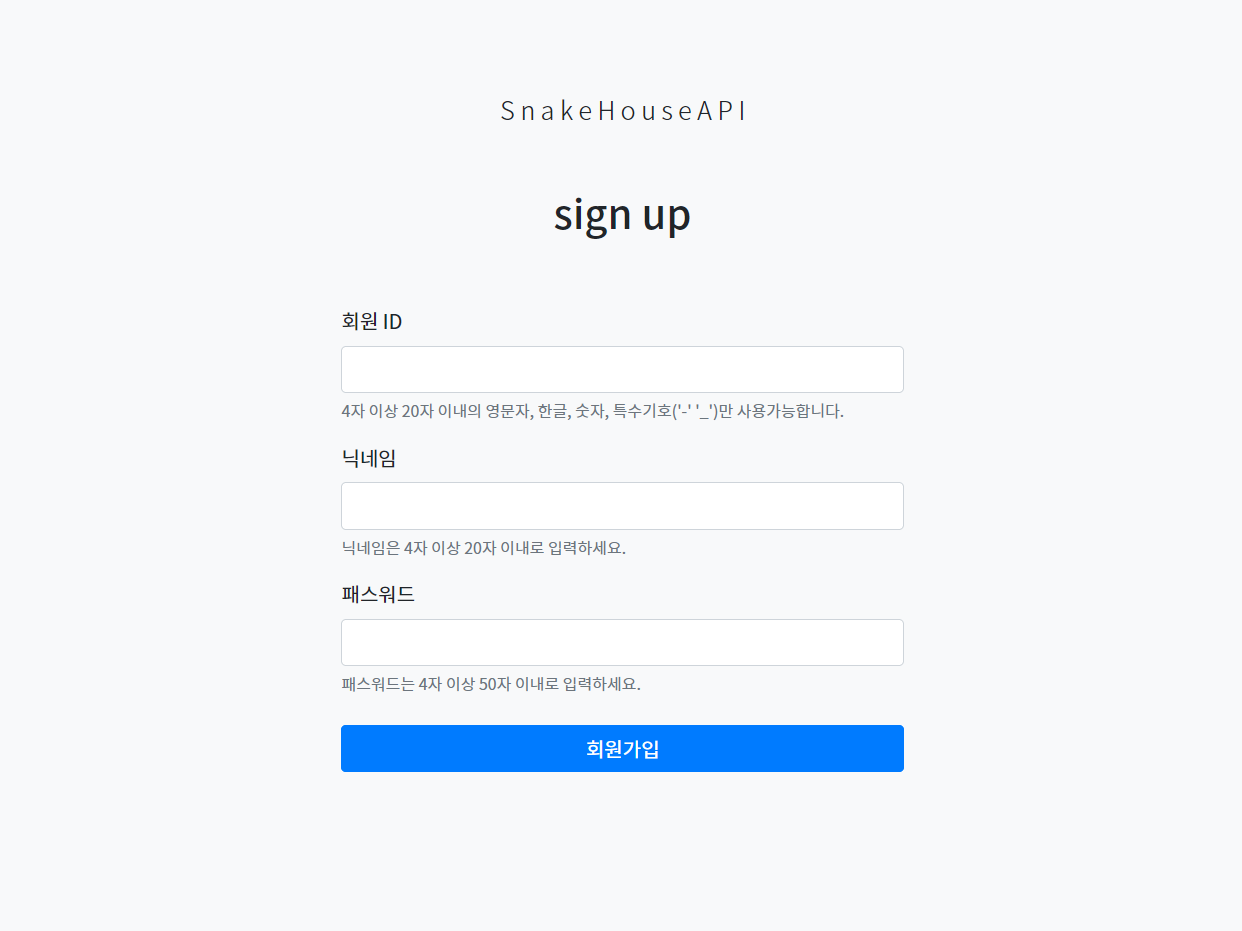 SnakeHouseAPI
sign up
회원 ID
4자 이상 20자 이내의 영문자, 한글, 숫자, 특수기호('-' '_')만 사용가능합니다.
닉네임
닉네임은 4자 이상 20자 이내로 입력하세요.
패스워드
패스워드는 4자 이상 50자 이내로 입력하세요.
회원가입